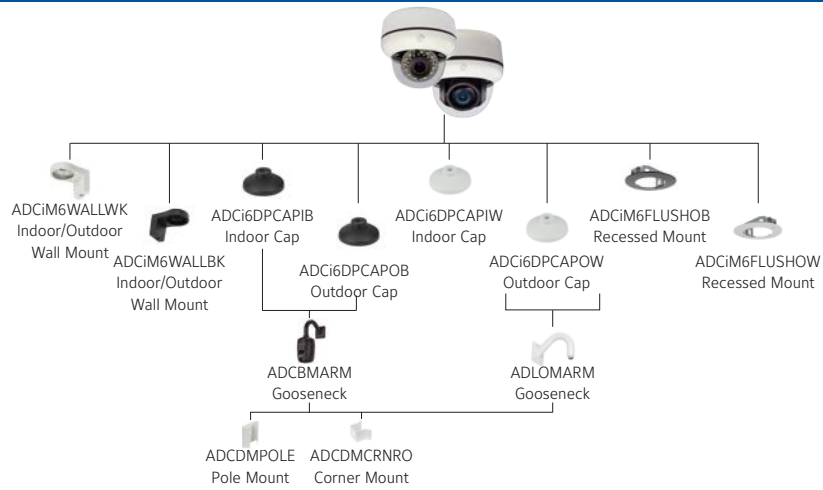 ADCiM6WALLWK
Indoor/Outdoor
Wall Mount
ADCiM6WALLBK
Indoor/Outdoor
Wall Mount
ADCi6DPCAPIB
Indoor Cap
ADCi6DPCAPOB
Outdoor Cap
ADCi6DPCAPIW
Indoor Cap
ADCi6DPCAPOW
Outdoor Cap
ADCiM6FLUSHOB
Recessed Mount
ADCiM6FLUSHOW
Recessed Mount
ADCBMARM
Gooseneck
ADLOMARM
Gooseneck
ADCDMPOLE
Pole Mount
ADCDMCRNRO
Corner Mount